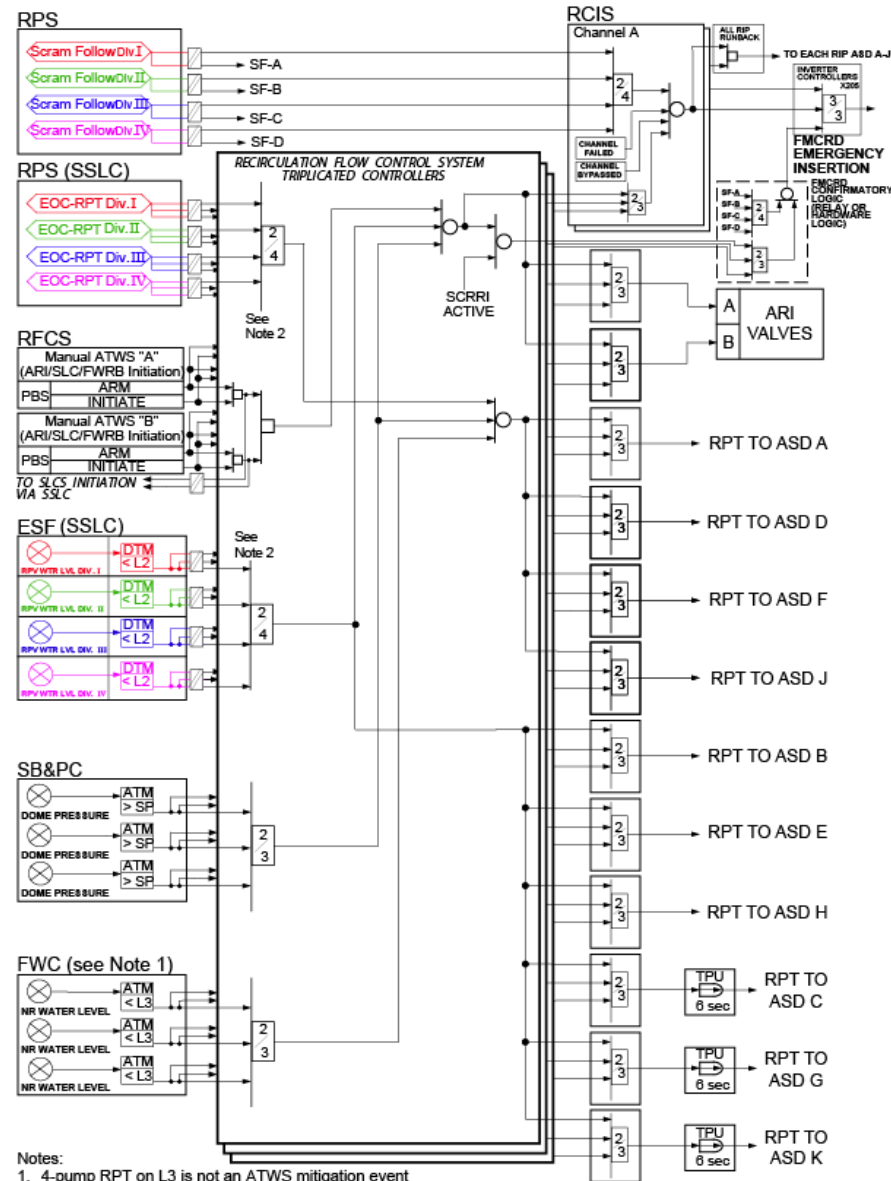 RPS
Scram FollowDiv.I
Scram FollowDiv.II
Scram FollowDiv.III
Scram FollowDiv.IV
SF-A
SF-B
SF-C
SF-D
RCIS
Channel A
2/4
CHANNEL FAILED
CHANNEL BYPASSED
2/3
ALL RIP RUNBACK
TO EACH RIP ASD A-J
INVERTER CONTROLLERS X205
3/3
FMCRD EMERGENCY INSERTION
FMCRD CONFIRMATORY LOGIC (RELAY OR HARDWARE LOGIC)
SF-A
SF-B
SF-C
SF-D
2/4
2/3
RPS (SSLC)
EOC-RPT Div.I
EOC-RPT Div.II
EOC-RPT Div.III
EOC-RPT Div.IV
RECIRCULATION FLOW CONTROL SYSTEM
TRIPLICATED CONTROLLERS
2/4
See Note 2
SCRRI ACTIVE
RFCS
Manual ATWS "A"
(ARI/SLC/FWRB Initiation)
PBS
ARM
INITIATE
Manual ATWS "B"
(ARI/SLC/FWRB Initiation)
PBS
ARM
INITIATE
TO SLCS INITIATION
VIA SSLC
ESF (SSLC)
RPV WTR LVL DIV. I
DTM < L2
RPV WTR LVL DIV. II
DTM < L2
RPV WTR LVL DIV. III
DTM < L2
RPV WTR LVL DIV. IV
DTM < L2
See Note 2
2/4
SB&PC
DOME PRESSURE
ATM > SP
DOME PRESSURE
ATM > SP
DOME PRESSURE
ATM > SP
2/3
FWC (see Note 1)
NR WATER LEVEL
ATM < L3
NR WATER LEVEL
ATM < L3
NR WATER LEVEL
ATM < L3
2/3
2/3
A
B
ARI VALVES
2/3
2/3
RPT TO ASD A
2/3
RPT TO ASD D
2/3
RPT TO ASD F
2/3
RPT TO ASD J
2/3
RPT TO ASD B
2/3
RPT TO ASD E
2/3
RPT TO ASD H
2/3
TPU
6 sec
RPT TO ASD C
2/3
TPU
6 sec
RPT TO ASD G
2/3
TPU
6 sec
RPT TO ASD K
Notes:
1. 4-pump RPT on L3 is not an ATWS mitigation event